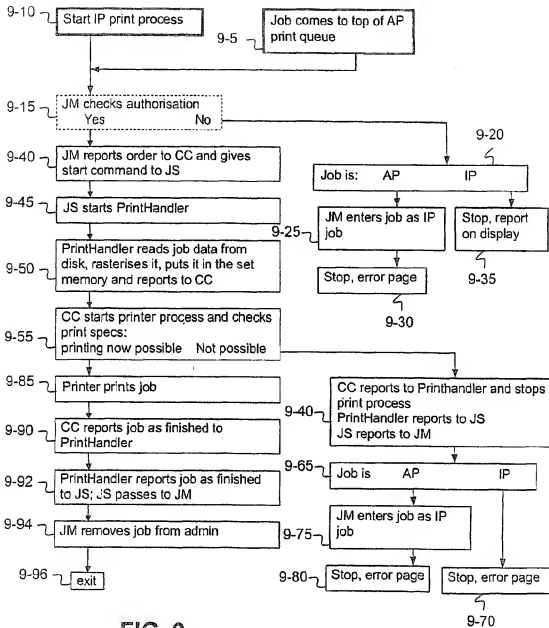 9-10
Start IP print process
9-5
Job comes to top of AP
print queue
9-15
JM checks authorisation
Yes No
9-20
9-40
JM reports order to CC and gives
start command to JS
Job is: AP IP
9-45
JS starts PrintHandler
9-25
JM enters job as IP
job
Stop, report
on display
9-35
9-50
PrintHandler reads job data from
disk, rasterises it, puts it in the set
memory and reports to CC
Stop, error page
9-30
9-55
CC starts printer process and checks
print specs:
printing now possible Not possible
9-85
Printer prints job
9-40
CC reports to Printhandler and stops
print process
PrintHandler reports to JS
JS reports to JM
9-90
CC reports job as finished to
PrintHandler
9-65
Job is AP IP
9-92
PrintHandler reports job as finished
to JS; JS passes to JM
9-75
JM enters job as IP
job
9-94
JM removes job from admin
9-96
exit
9-80
Stop, error page
Stop, error page
9-70